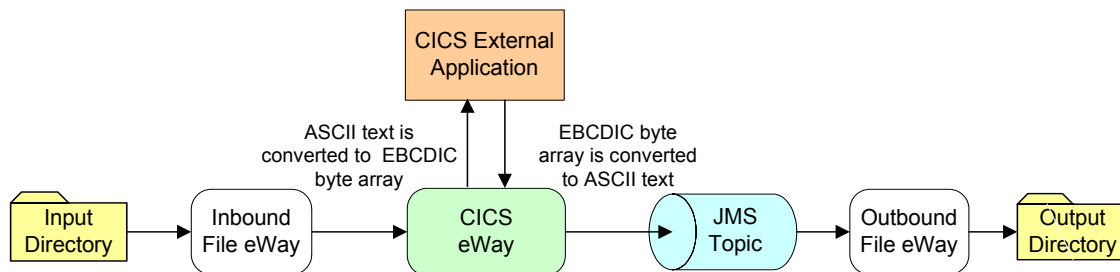 CICS External
Application
ASCII text is
converted to EBCDIC
byte array
EBCDIC byte
array is converted
to ASCII text
Input
Directory
Inbound
File eWay
CICS
eWay
JMS
Topic
Outbound
File eWay
Output
Directory